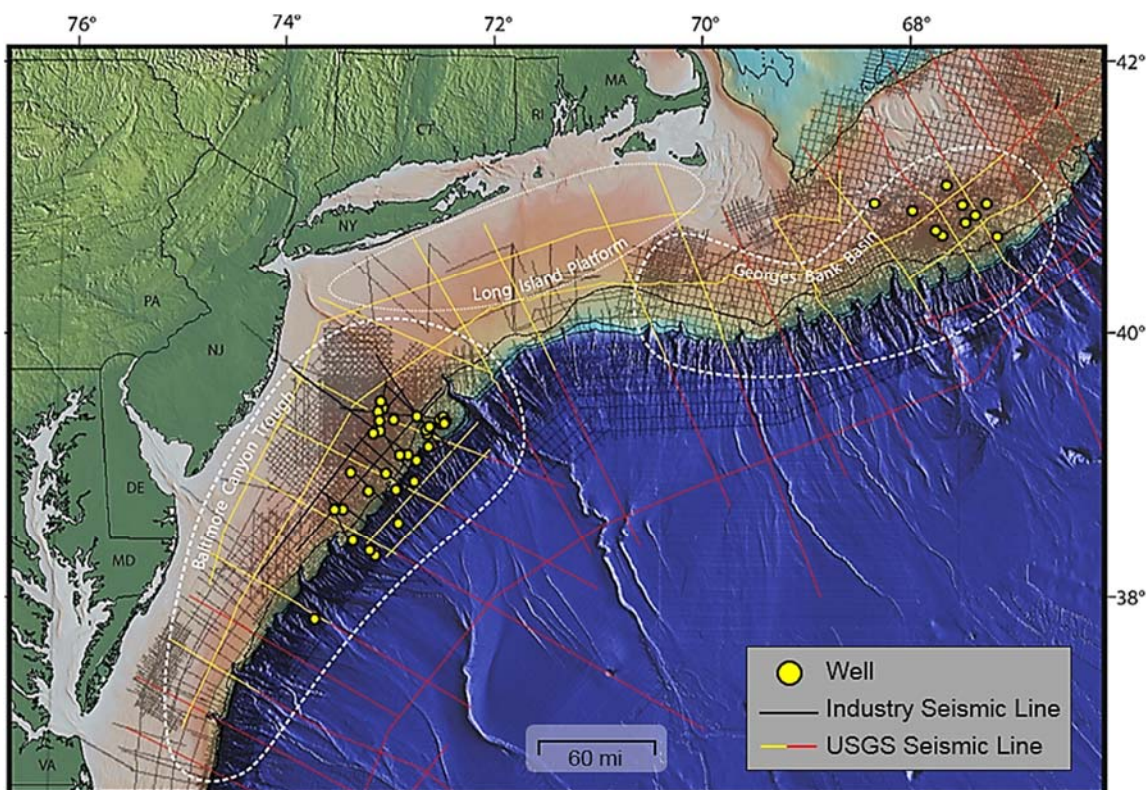 76°
74°
72°
70°
68°
42°
MA
RI
CT
NY
Long Island Platform
Georges Bank Basin
PA
40°
NJ
Baltimore Canyon Trough
DE
MD
38°
Well
Industry Seismic Line
USGS Seismic Line
60 mi
VA